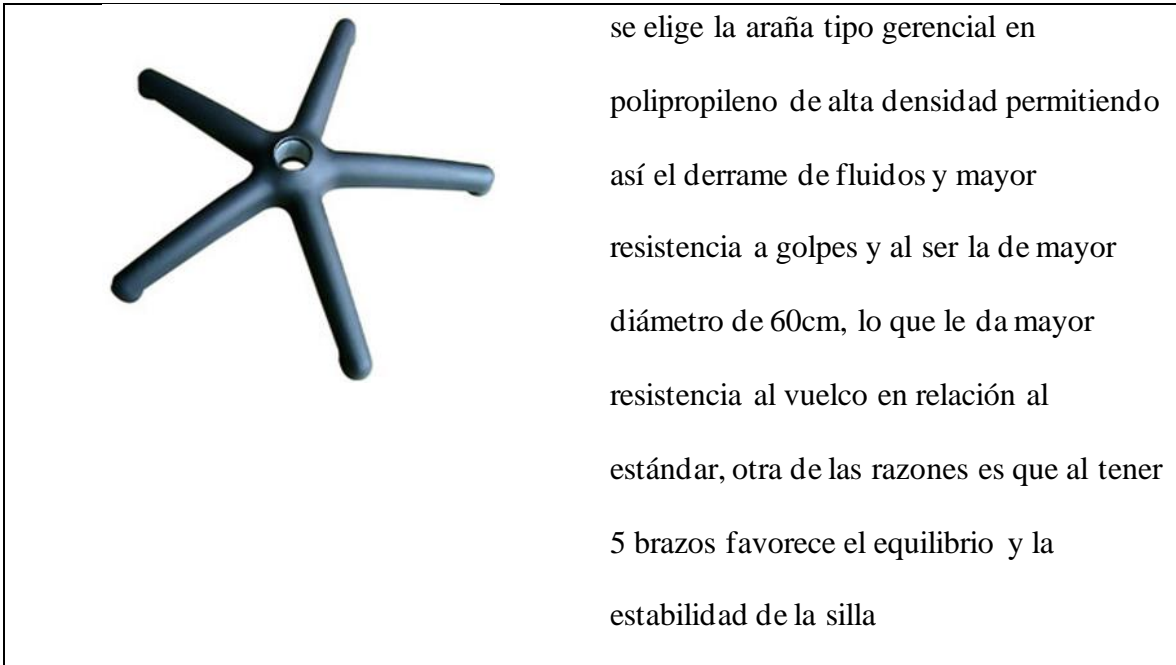 se elige la araña tipo gerencial en
polipropileno de alta densidad permitiendo
así el derrame de fluidos y mayor
resistencia a golpes y al ser la de mayor
diámetro de 60cm, lo que le da mayor
resistencia al vuelco en relación al
estándar, otra de las razones es que al tener
5 brazos favorece el equilibrio y la
estabilidad de la silla